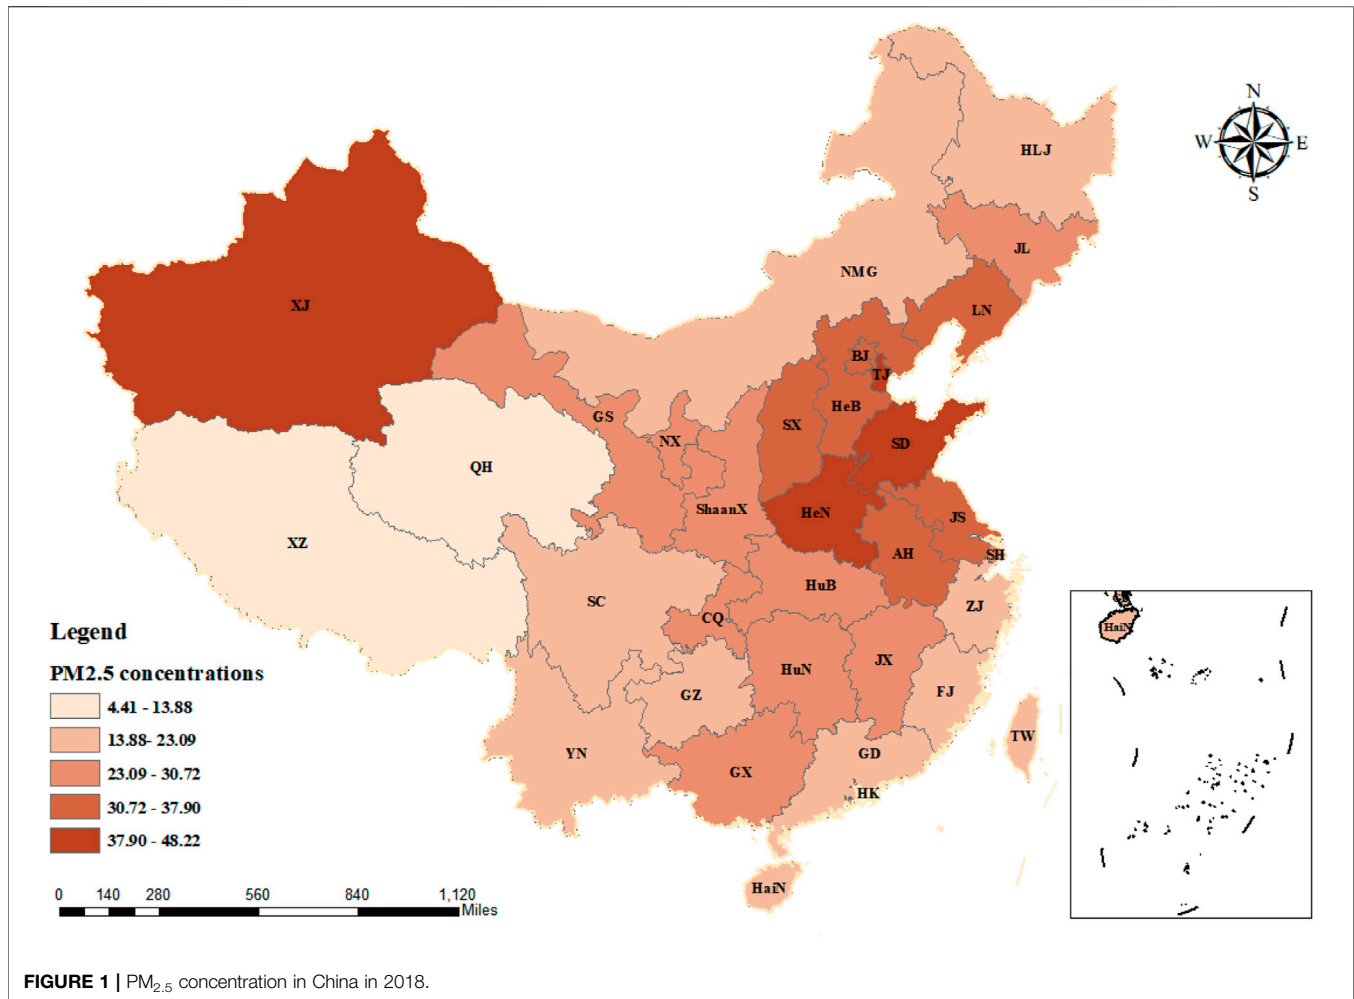 N
W E
S
HLJ
JL
NMG
LN
XJ
BJ
TJ
HeB
GS
SX
NX
SD
QH
ShaanX
HeN
JS
XZ
AH
SH
HuB
SC
ZJ
CQ
HuN
JX
GZ
FJ
TW
YN
GD
GX
HK
HaiN
HaiN
Legend
PM2.5 concentrations
4.41 - 13.88
13.88- 23.09
23.09 - 30.72
30.72 - 37.90
37.90 - 48.22
0 140 280 560 840 1,120
Miles
FIGURE 1 | PM2.5 concentration in China in 2018.